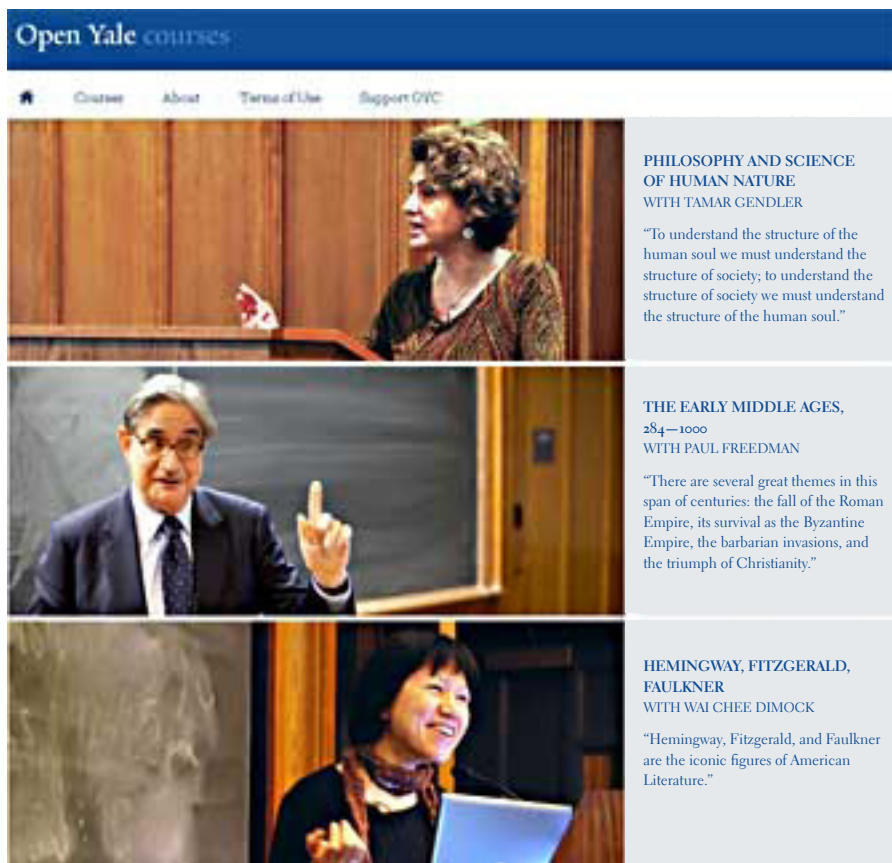 Open Yale courses
Courses About Terms of Use Support OYC
PHILOSOPHY AND SCIENCE
OF HUMAN NATURE
WITH TAMAR GENDLER
“To understand the structure of the
human soul we must understand the
structure of society; to understand the
structure of society we must understand
the structure of the human soul.”
THE EARLY MIDDLE AGES,
284—1000
WITH PAUL FREEDMAN
“There are several great themes in this
span of centuries: the fall of the Roman
Empire, its survival as the Byzantine
Empire, the barbarian invasions, and
the triumph of Christianity.”
HEMINGWAY, FITZGERALD,
FAULKNER
WITH WAI CHEE DIMOCK
“Hemingway, Fitzgerald, and Faulkner
are the iconic figures of American
Literature.”